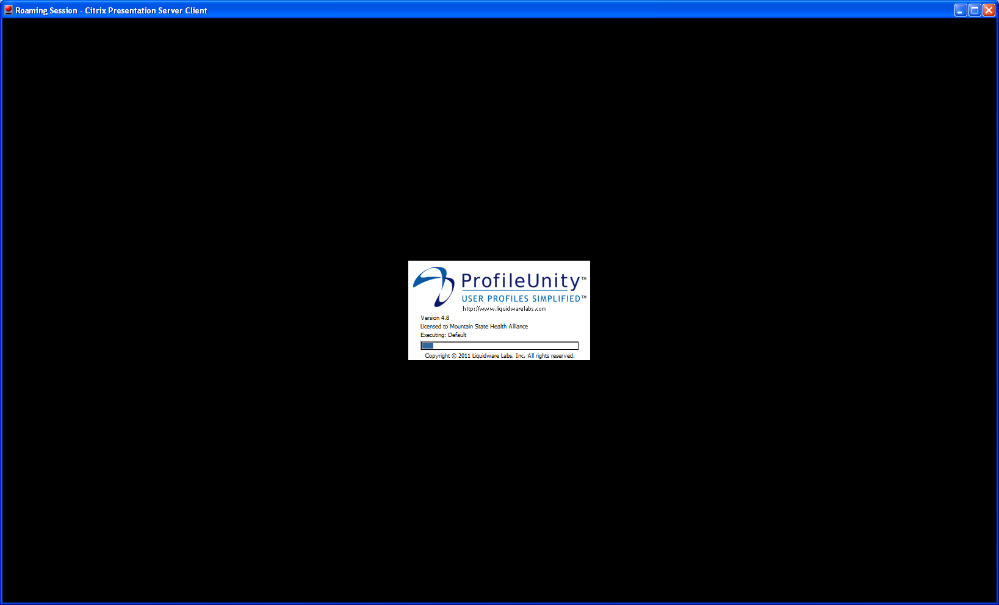 Roaming Session - Citrix Presentation Server Client
ProfileUnity™
USER PROFILES SIMPLIFIED™
http://www.liquidwarelabs.com
Version 4.8
Licensed to Mountain State Health Alliance
Executing: Default
Copyright © 2011 Liquidware Labs, Inc. All rights reserved.